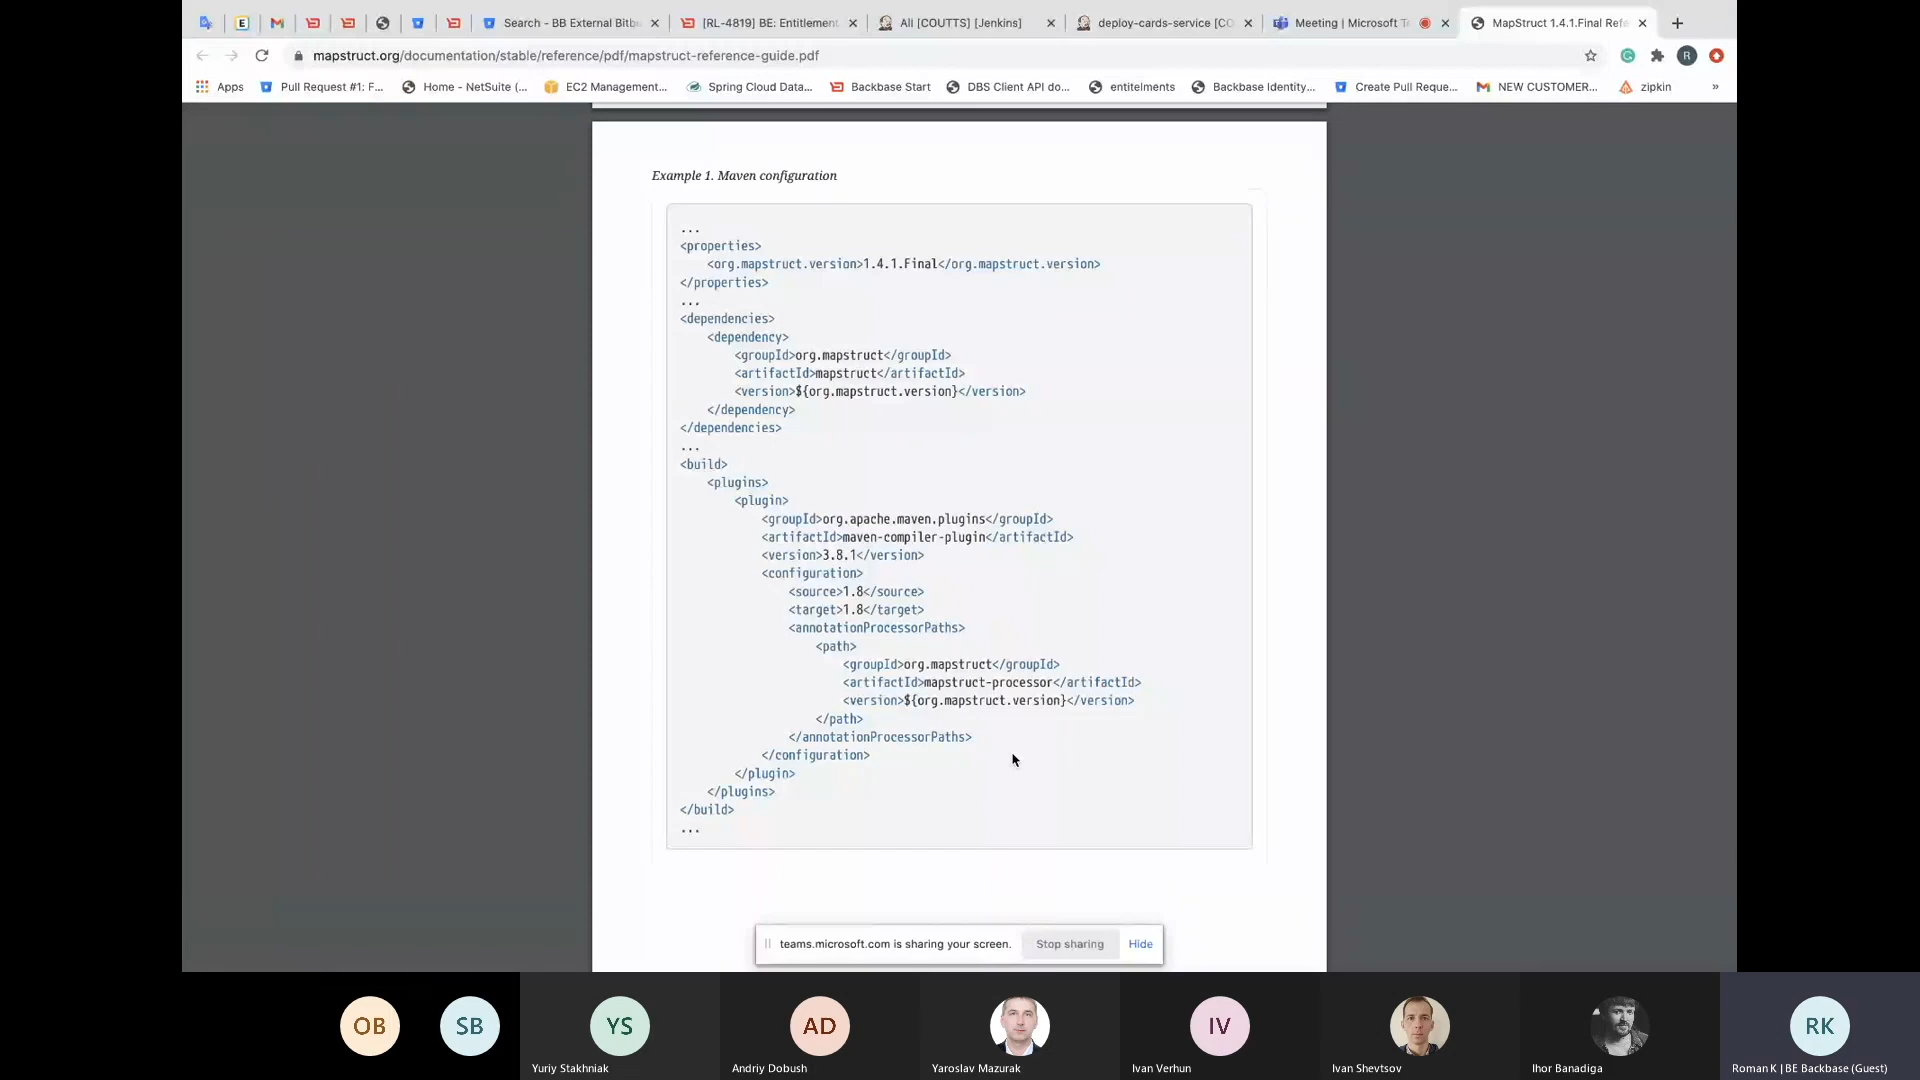 E
Search - BB External Bitbu
[RL-4819] BE: Entitlement
All [COUTTS] [Jenkins]
deploy-cards-service [CO
Meeting | Microsoft Te
MapStruct 1.4.1.Final Refe
mapstruct.org/documentation/stable/reference/pdf/mapstruct-reference-guide.pdf
R
Apps
Pull Request #1: F...
Home - NetSuite (...
EC2 Management...
Spring Cloud Data...
Backbase Start
DBS Client API do...
entitelments
Backbase Identity...
Create Pull Reque...
NEW CUSTOMER...
zipkin
»
Example 1. Maven configuration
...
<properties>
<org.mapstruct.version>1.4.1.Final</org.mapstruct.version>
</properties>
...
<dependencies>
<dependency>
<groupId>org.mapstruct</groupId>
<artifactId>mapstruct</artifactId>
<version>${org.mapstruct.version}</version>
</dependency>
</dependencies>
...
<build>
<plugins>
<plugin>
<groupId>org.apache.maven.plugins</groupId>
<artifactId>maven-compiler-plugin</artifactId>
<version>3.8.1</version>
<configuration>
<source>1.8</source>
<target>1.8</target>
<annotationProcessorPaths>
<path>
<groupId>org.mapstruct</groupId>
<artifactId>mapstruct-processor</artifactId>
<version>${org.mapstruct.version}</version>
</path>
</annotationProcessorPaths>
</configuration>
</plugin>
</plugins>
</build>
...
teams.microsoft.com is sharing your screen.
Stop sharing
Hide
OB
SB
YS
AD
IV
RK
Yuriy Stakhniak
Andriy Dobush
Yaroslav Mazurak
Ivan Verhun
Ivan Shevtsov
Ihor Banadiga
Roman K | BE Backbase (Guest)